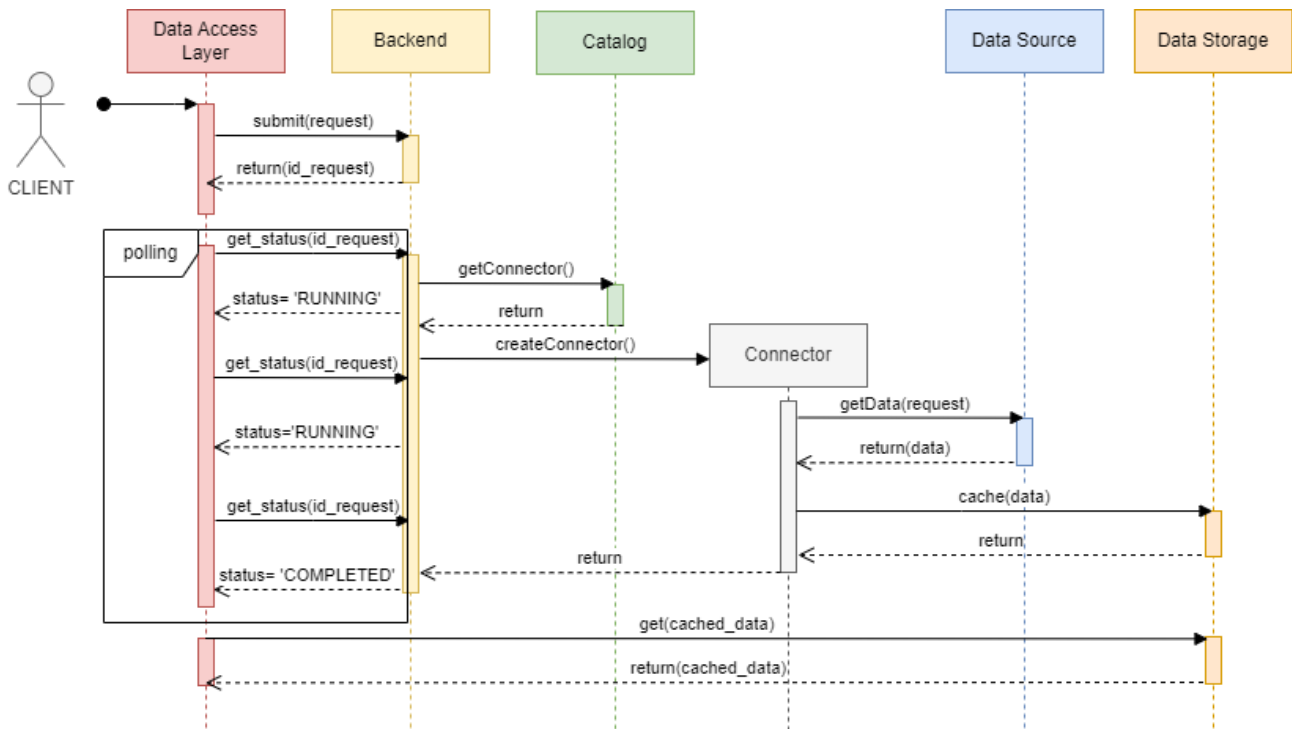 Data Access
Layer
Backend
Catalog
Data Source
Data Storage
CLIENT
submit(request)
return(id_request)
polling
get_status(id_request)
getConnector()
status= 'RUNNING'
return
createConnector()
Connector
get_status(id_request)
getData(request)
status='RUNNING'
return(data)
cache(data)
get_status(id_request)
return
return
status= 'COMPLETED'
get(cached_data)
return(cached_data)